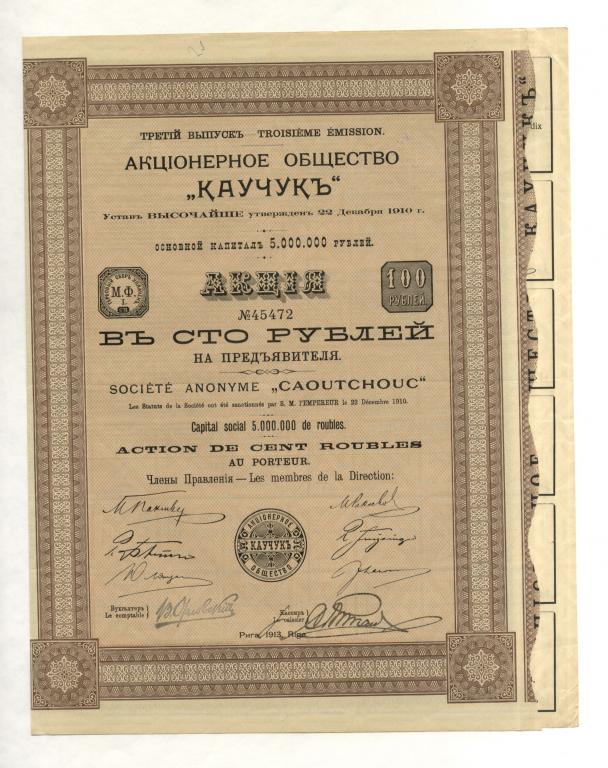 ТРЕТІЙ ВЫПУСКЪ — TROISIÈME ÉMISSION.
АКЦІОНЕРНОЕ ОБЩЕСТВО
„КАУЧУКЪ“
Уставъ ВЫСОЧАЙШЕ утвержденъ 22 Декабря 1910 г.
ОСНОВНОЙ КАПИТАЛЪ 5.000.000 РУБЛЕЙ.
АКЦІЯ
М.Ф.
100
РУБЛЕЙ.
№45472
ВЪ СТО РУБЛЕЙ
НА ПРЕДЪЯВИТЕЛЯ.
SOCIÉTÉ ANONYME „CAOUTCHOUC“
Les Statuts de la Société ont été sanctionnés par S. M. l'EMPEREUR le 22 Décembre 1910.
Capital social 5.000.000 de roubles.
ACTION DE CENT ROUBLES
AU PORTEUR.
Члены Правленія — Les membres de la Direction:
АКЦІОНЕРНОЕ
КАУЧУКЪ
ОБЩЕСТВО
Бухгалтеръ
Le comptable
Кассиръ
Le caissier
Рига, 1913, Riga
dix